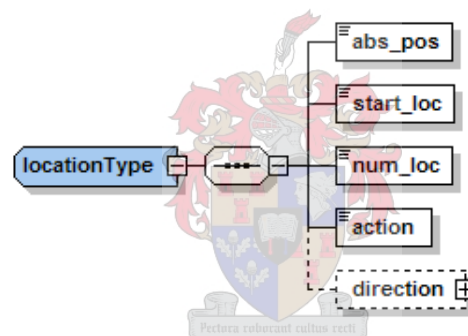 abs_pos
start_loc
locationType
num_loc
action
direction
Pectora roborant cultus recti